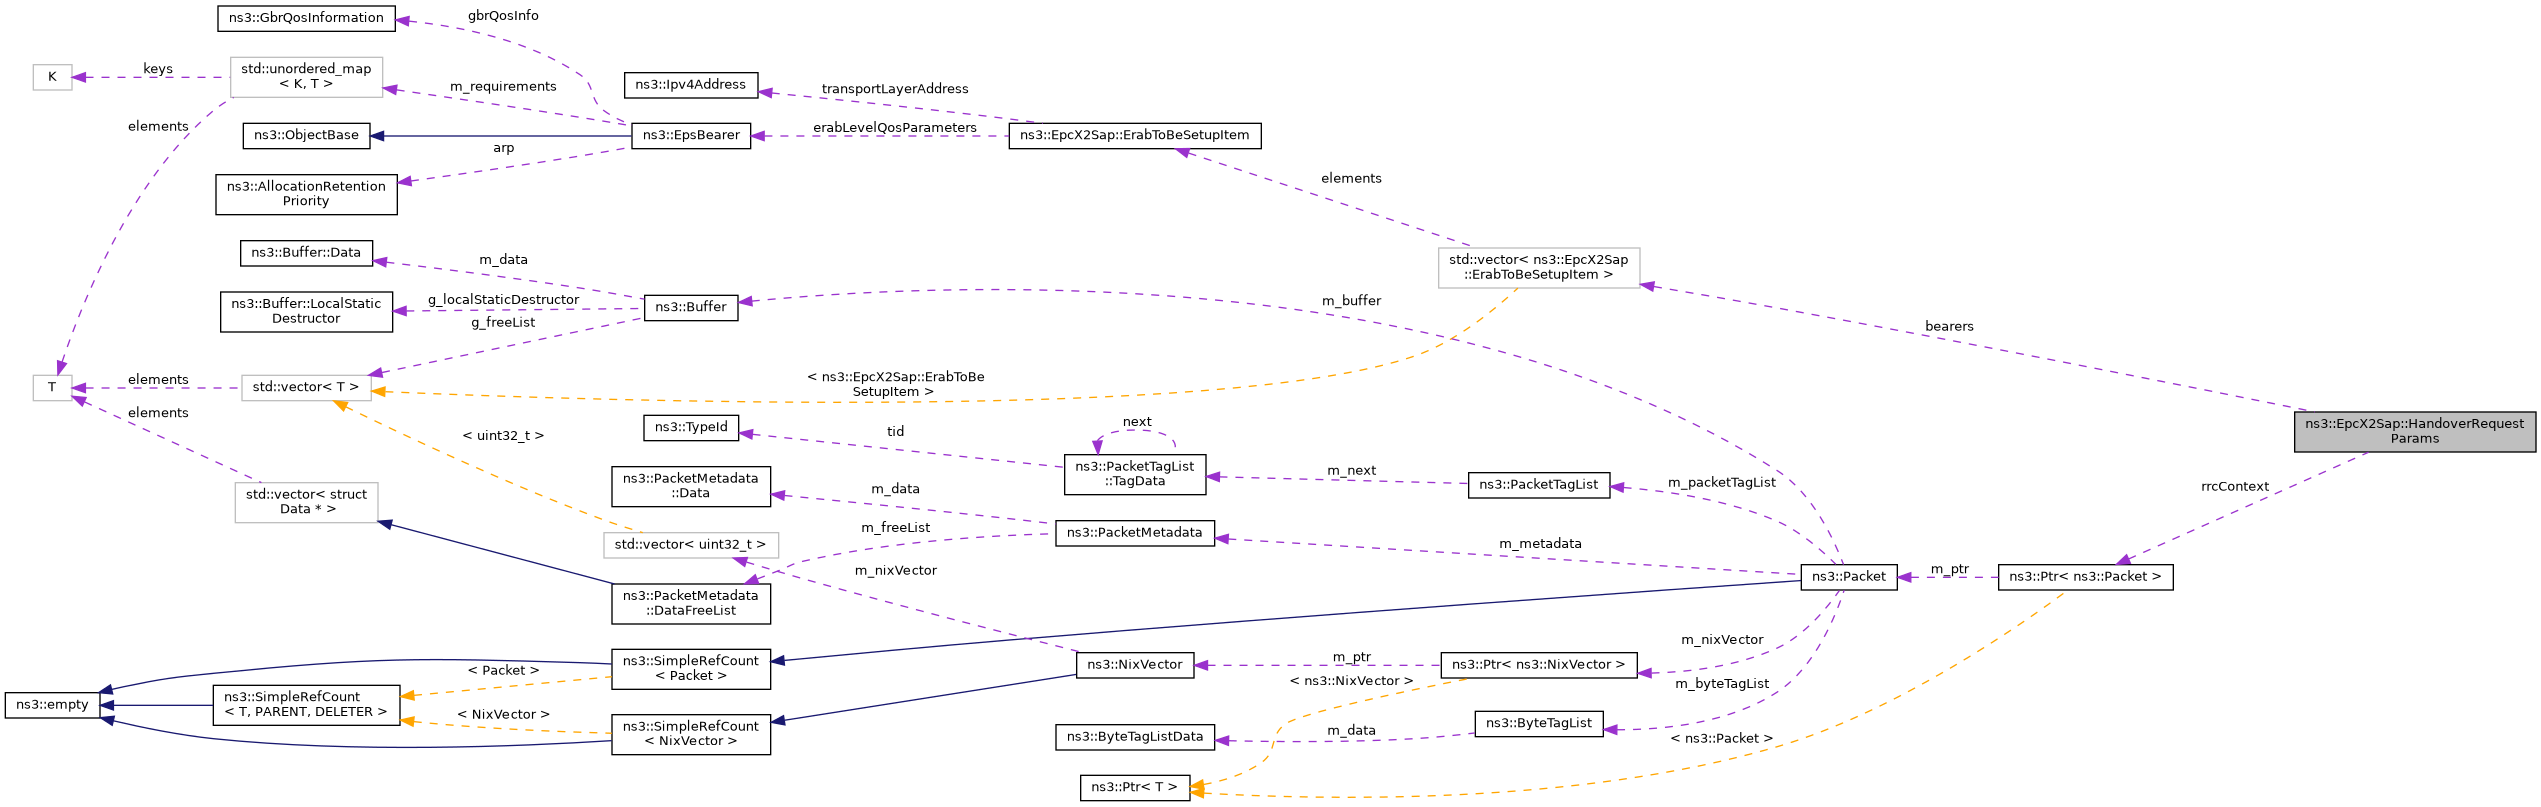 ns3::GbrQosInformation
gbrQosInfo
K
keys
std::unordered_map
< K, T >
m_requirements
elements
ns3::ObjectBase
ns3::AllocationRetention
Priority
arp
ns3::Ipv4Address
transportLayerAddress
ns3::EpsBearer
erabLevelQosParameters
ns3::EpcX2Sap::ErabToBeSetupItem
elements
ns3::Buffer::Data
m_data
ns3::Buffer::LocalStatic
Destructor
g_localStaticDestructor
g_freeList
ns3::Buffer
m_buffer
std::vector< ns3::EpcX2Sap
::ErabToBeSetupItem >
bearers
T
elements
std::vector< T >
< ns3::EpcX2Sap::ErabToBe
SetupItem >
elements
< uint32_t >
ns3::TypeId
tid
next
ns3::PacketTagList
::TagData
m_next
ns3::PacketTagList
m_packetTagList
ns3::EpcX2Sap::HandoverRequest
Params
rrcContext
std::vector< struct
Data * >
ns3::PacketMetadata
::Data
m_data
m_freeList
ns3::PacketMetadata
m_metadata
std::vector< uint32_t >
m_nixVector
ns3::PacketMetadata
::DataFreeList
ns3::Packet
m_ptr
ns3::Ptr< ns3::Packet >
ns3::empty
ns3::SimpleRefCount
< T, PARENT, DELETER >
< Packet >
< NixVector >
ns3::SimpleRefCount
< Packet >
ns3::SimpleRefCount
< NixVector >
ns3::NixVector
m_ptr
ns3::Ptr< ns3::NixVector >
m_nixVector
< ns3::NixVector >
m_byteTagList
ns3::ByteTagListData
m_data
ns3::ByteTagList
< ns3::Packet >
ns3::Ptr< T >